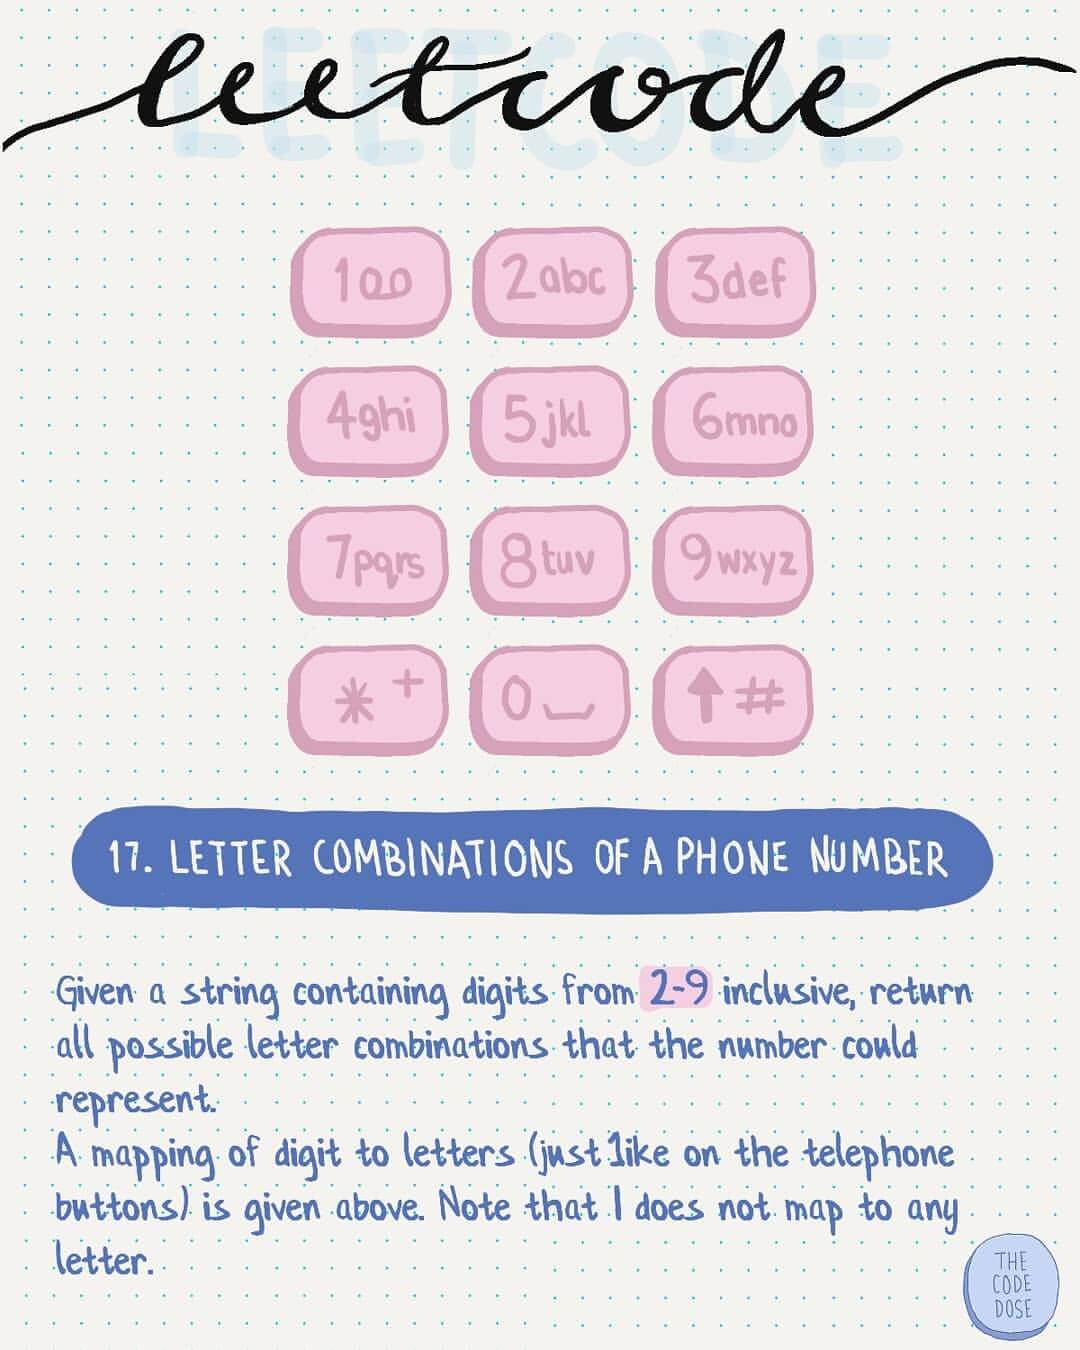 leetcode
LEETCODE
1 oo 2abc 3def
4ghi 5jkl 6mno
7pqrs 8tuv 9wxyz
* + 0 ⎵ ↑ #
17. LETTER COMBINATIONS OF A PHONE NUMBER
Given a string containing digits from 2-9 inclusive, return
all possible letter combinations that the number could
represent.
A mapping of digit to letters (just like on the telephone
buttons) is given above. Note that 1 does not map to any
letter.
THE
CODE
DOSE